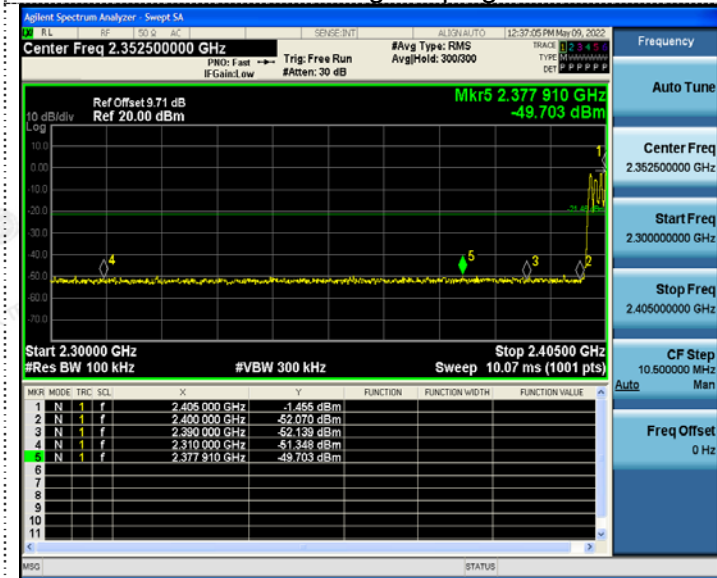 Agilent Spectrum Analyzer - Swept SA
RL RF 50 Ω AC SENSE:INT ALIGNAUTO 12:37:05 PM May 09, 2022
Center Freq 2.352500000 GHz
PNO: Fast
IFGain:Low
Trig: Free Run
#Atten: 30 dB
#Avg Type: RMS
Avg|Hold: 300/300
TRACE 1 2 3 4 5 6
TYPE M
DET P P P P P P
Mkr5 2.377 910 GHz
-49.703 dBm
Ref Offset 9.71 dB
10 dB/div Ref 20.00 dBm
Log
10.0
0.00
-10.0
-20.0
-30.0
-40.0
-50.0
-60.0
-70.0
1
4
5
3
2
Start 2.30000 GHz Stop 2.40500 GHz
#Res BW 100 kHz #VBW 300 kHz Sweep 10.07 ms (1001 pts)
MKR MODE TRC SCL X Y FUNCTION FUNCTION WIDTH FUNCTION VALUE
1 N 1 f 2.405 000 GHz -1.455 dBm
2 N 1 f 2.400 000 GHz -52.070 dBm
3 N 1 f 2.390 000 GHz -52.139 dBm
4 N 1 f 2.310 000 GHz -51.348 dBm
5 N 1 f 2.377 910 GHz -49.703 dBm
6
7
8
9
10
11
MSG STATUS
Frequency
Auto Tune
Center Freq
2.352500000 GHz
Start Freq
2.300000000 GHz
Stop Freq
2.405000000 GHz
CF Step
10.500000 MHz
Auto Man
Freq Offset
0 Hz